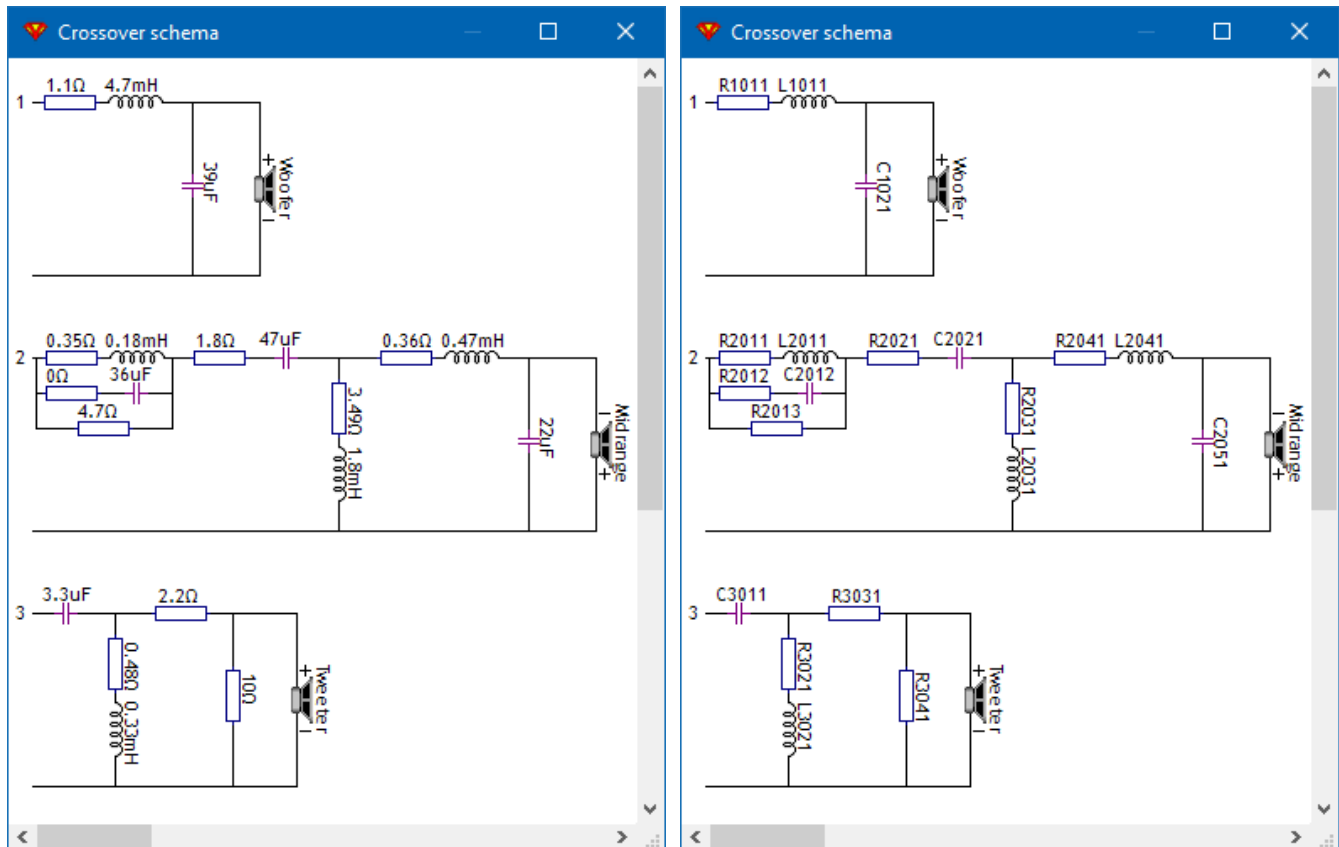 Crossover schema
1.1Ω 4.7mH
1
39uF
+
Woofer
−
0.35Ω 0.18mH 1.8Ω 47uF 0.36Ω 0.47mH
2
0Ω 36uF
4.7Ω
3.49Ω 1.8mH
22uF
−
Midrange
+
3.3uF 2.2Ω
3
0.48Ω 0.33mH
10Ω
+
Tweeter
−
Crossover schema
R1011 L1011
1
C1021
+
Woofer
−
R2011 L2011 R2021 C2021 R2041 L2041
2
R2012 C2012
R2013
R2031 L2031
C2051
−
Midrange
+
C3011 R3031
3
R3021 L3021
R3041
+
Tweeter
−